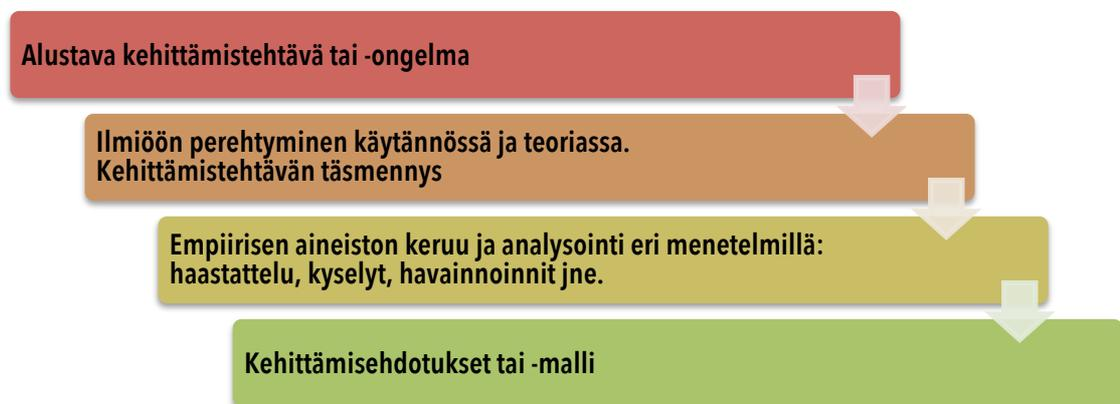 Alustava kehittämistehtävä tai -ongelma
Ilmiöön perehtyminen käytännössä ja teoriassa.
Kehittämistehtävän täsmennys
Empiirisen aineiston keruu ja analysointi eri menetelmillä:
haastattelu, kyselyt, havainnoinnit jne.
Kehittämisehdotukset tai -malli